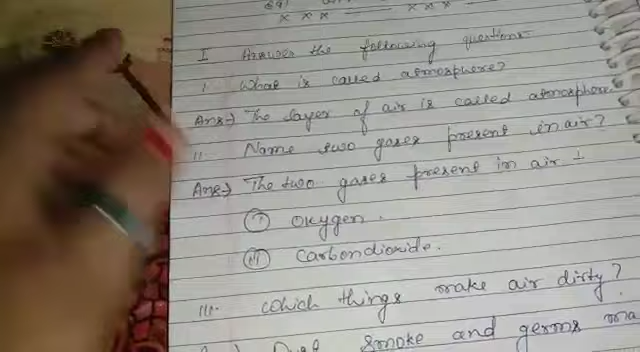 x x x — x x x
I Answer the following questions
i. What is called atmosphere?
Ans:-) The layer of air is called atmosphere
ii. Name two gases present in air?
Ans:-) The two gases present in air :-
(i) oxygen.
(ii) Carbondioxide.
iii. Which things make air dirty?
Dust smoke and germs ma